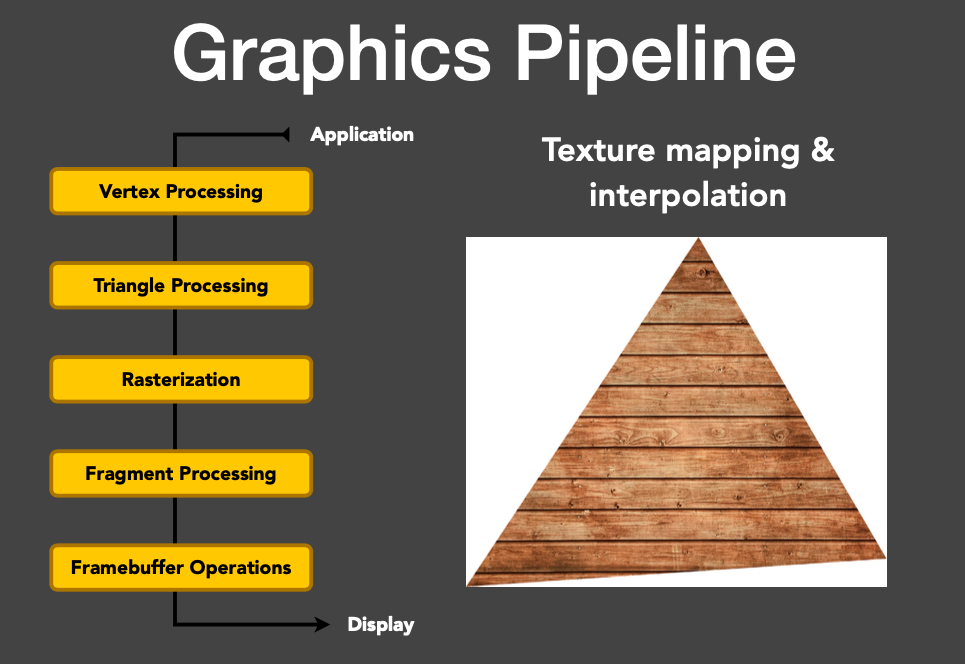 Graphics Pipeline
Application
Vertex Processing
Triangle Processing
Rasterization
Fragment Processing
Framebuffer Operations
Display
Texture mapping &
interpolation